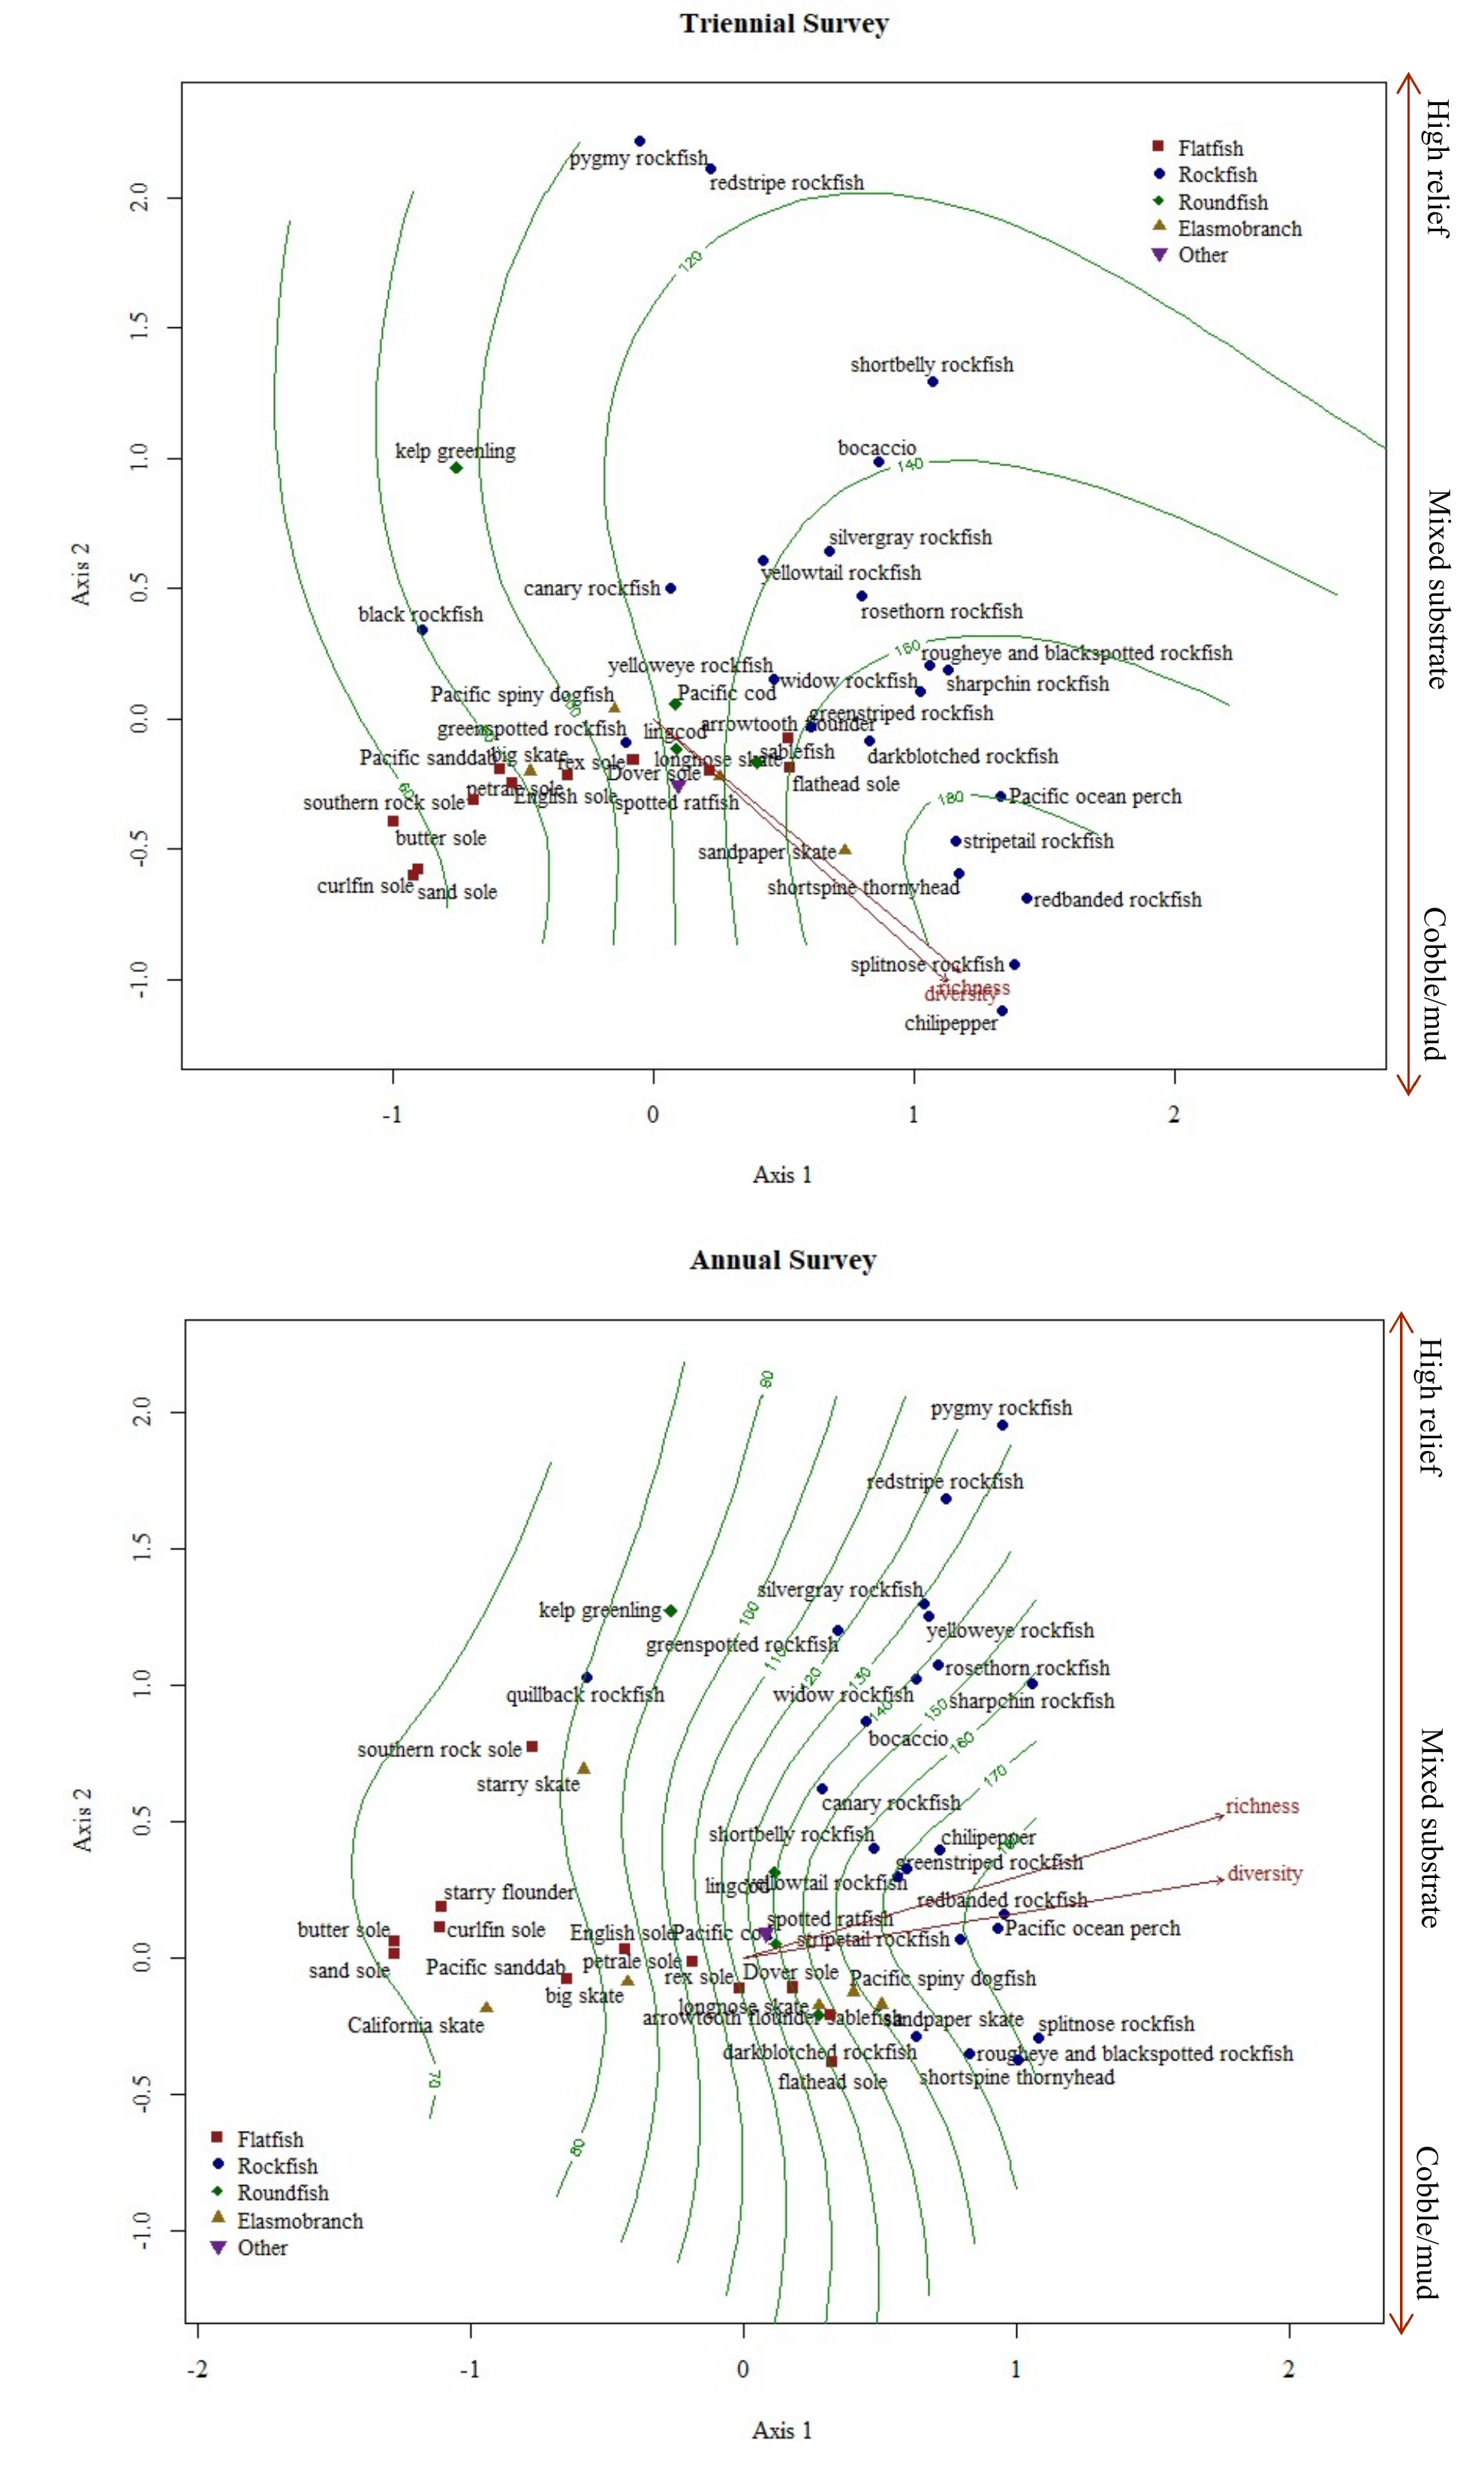 Triennial Survey
High relief
Mixed substrate
Cobble/mud
Flatfish
Rockfish
Roundfish
Elasmobranch
Other
2.0
1.5
1.0
0.5
0.0
-0.5
-1.0
Axis 2
pygmy rockfish
redstripe rockfish
120
shortbelly rockfish
kelp greenling
bocaccio
140
silvergray rockfish
yellowtail rockfish
canary rockfish
rosethorn rockfish
black rockfish
160
rougheye and blackspotted rockfish
yelloweye rockfish
widow rockfish
sharpchin rockfish
Pacific spiny dogfish
Pacific cod
greenstriped rockfish
greenspotted rockfish
lingcod
arrowtooth flounder
Pacific sanddab
big skate
rex sole
longnose skate
sablefish
darkblotched rockfish
Dover sole
flathead sole
60
petrale sole
English sole
southern rock sole
spotted ratfish
180
Pacific ocean perch
butter sole
stripetail rockfish
sandpaper skate
curlfin sole
sand sole
shortspine thornyhead
redbanded rockfish
splitnose rockfish
richness
diversity
chilipepper
-1
0
1
2
Axis 1
Annual Survey
High relief
Mixed substrate
Cobble/mud
2.0
1.5
1.0
0.5
0.0
-0.5
-1.0
Axis 2
pygmy rockfish
redstripe rockfish
silvergray rockfish
kelp greenling
100
yelloweye rockfish
greenspotted rockfish
110
120
130
rosethorn rockfish
quillback rockfish
widow rockfish
sharpchin rockfish
140
150
bocaccio
160
southern rock sole
starry skate
170
canary rockfish
richness
shortbelly rockfish
chilipepper
greenstriped rockfish
diversity
lingcod
yellowtail rockfish
starry flounder
redbanded rockfish
spotted ratfish
butter sole
curlfin sole
English sole
Pacific cod
stripetail rockfish
Pacific ocean perch
sand sole
Pacific sanddab
petrale sole
rex sole
Dover sole
Pacific spiny dogfish
big skate
longnose skate
California skate
arrowtooth flounder
sablefish
sandpaper skate
splitnose rockfish
darkblotched rockfish
rougheye and blackspotted rockfish
70
flathead sole
shortspine thornyhead
80
Flatfish
Rockfish
Roundfish
Elasmobranch
Other
-2
-1
0
1
2
Axis 1